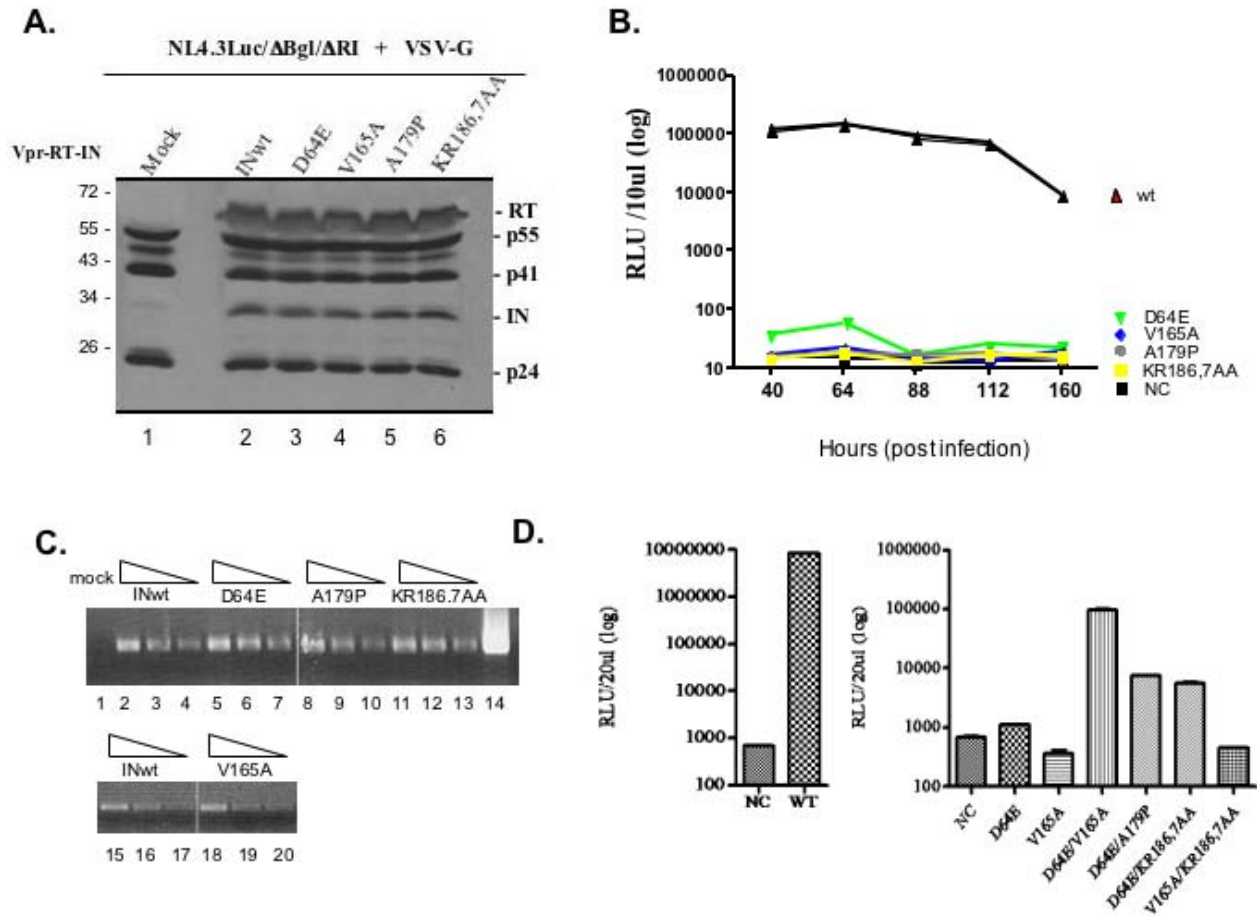 A.
NL4.3Luc/ΔBgl/ΔRI + VSV-G
Vpr-RT-IN
Mock
INwt
D64E
V165A
A179P
KR186,7AA
72 -
55 -
43 -
34 -
26 -
- RT
- p55
- p41
- IN
- p24
1 2 3 4 5 6
B.
RLU /10ul (log)
1000000
100000
10000
1000
100
10
40 64 88 112 160
Hours (post infection)
wt
D64E
V165A
A179P
KR186,7AA
NC
C.
mock
INwt D64E A179P KR186.7AA
1 2 3 4 5 6 7 8 9 10 11 12 13 14
INwt V165A
15 16 17 18 19 20
D.
RLU/20ul (log)
10000000
1000000
100000
10000
1000
100
NC WT
RLU/20ul (log)
1000000
100000
10000
1000
100
NC
D64E
V165A
D64E/V165A
D64E/A179P
D64E/KR186,7AA
V165A/KR186,7AA